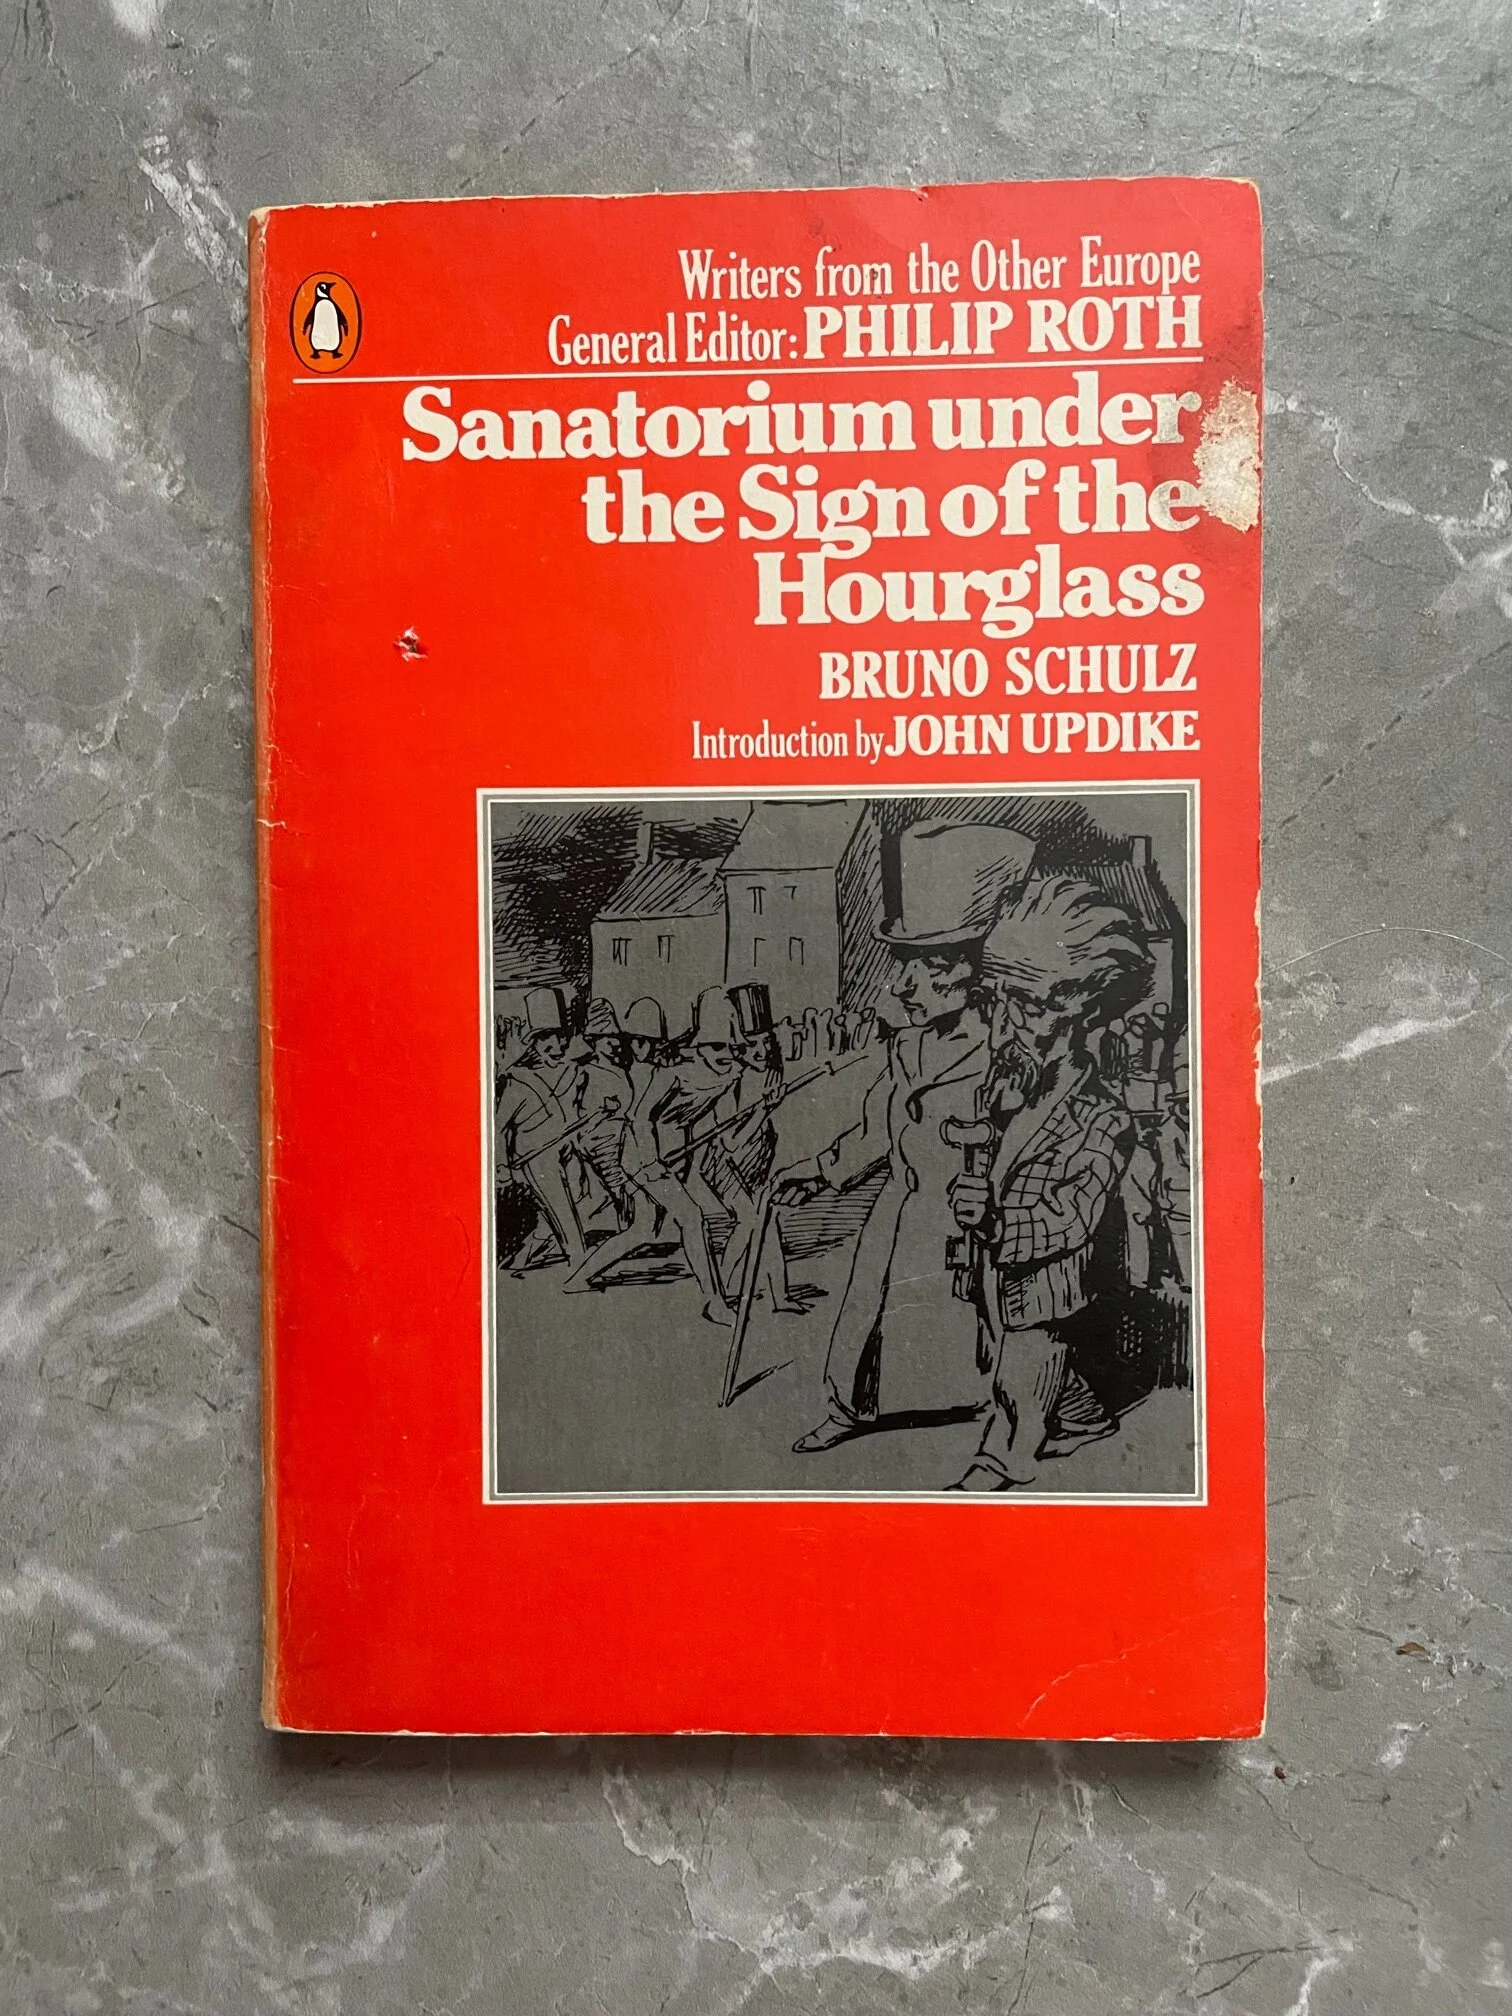 Writers from the Other Europe
General Editor: PHILIP ROTH
Sanatorium under
the Sign of the
Hourglass
BRUNO SCHULZ
Introduction by JOHN UPDIKE